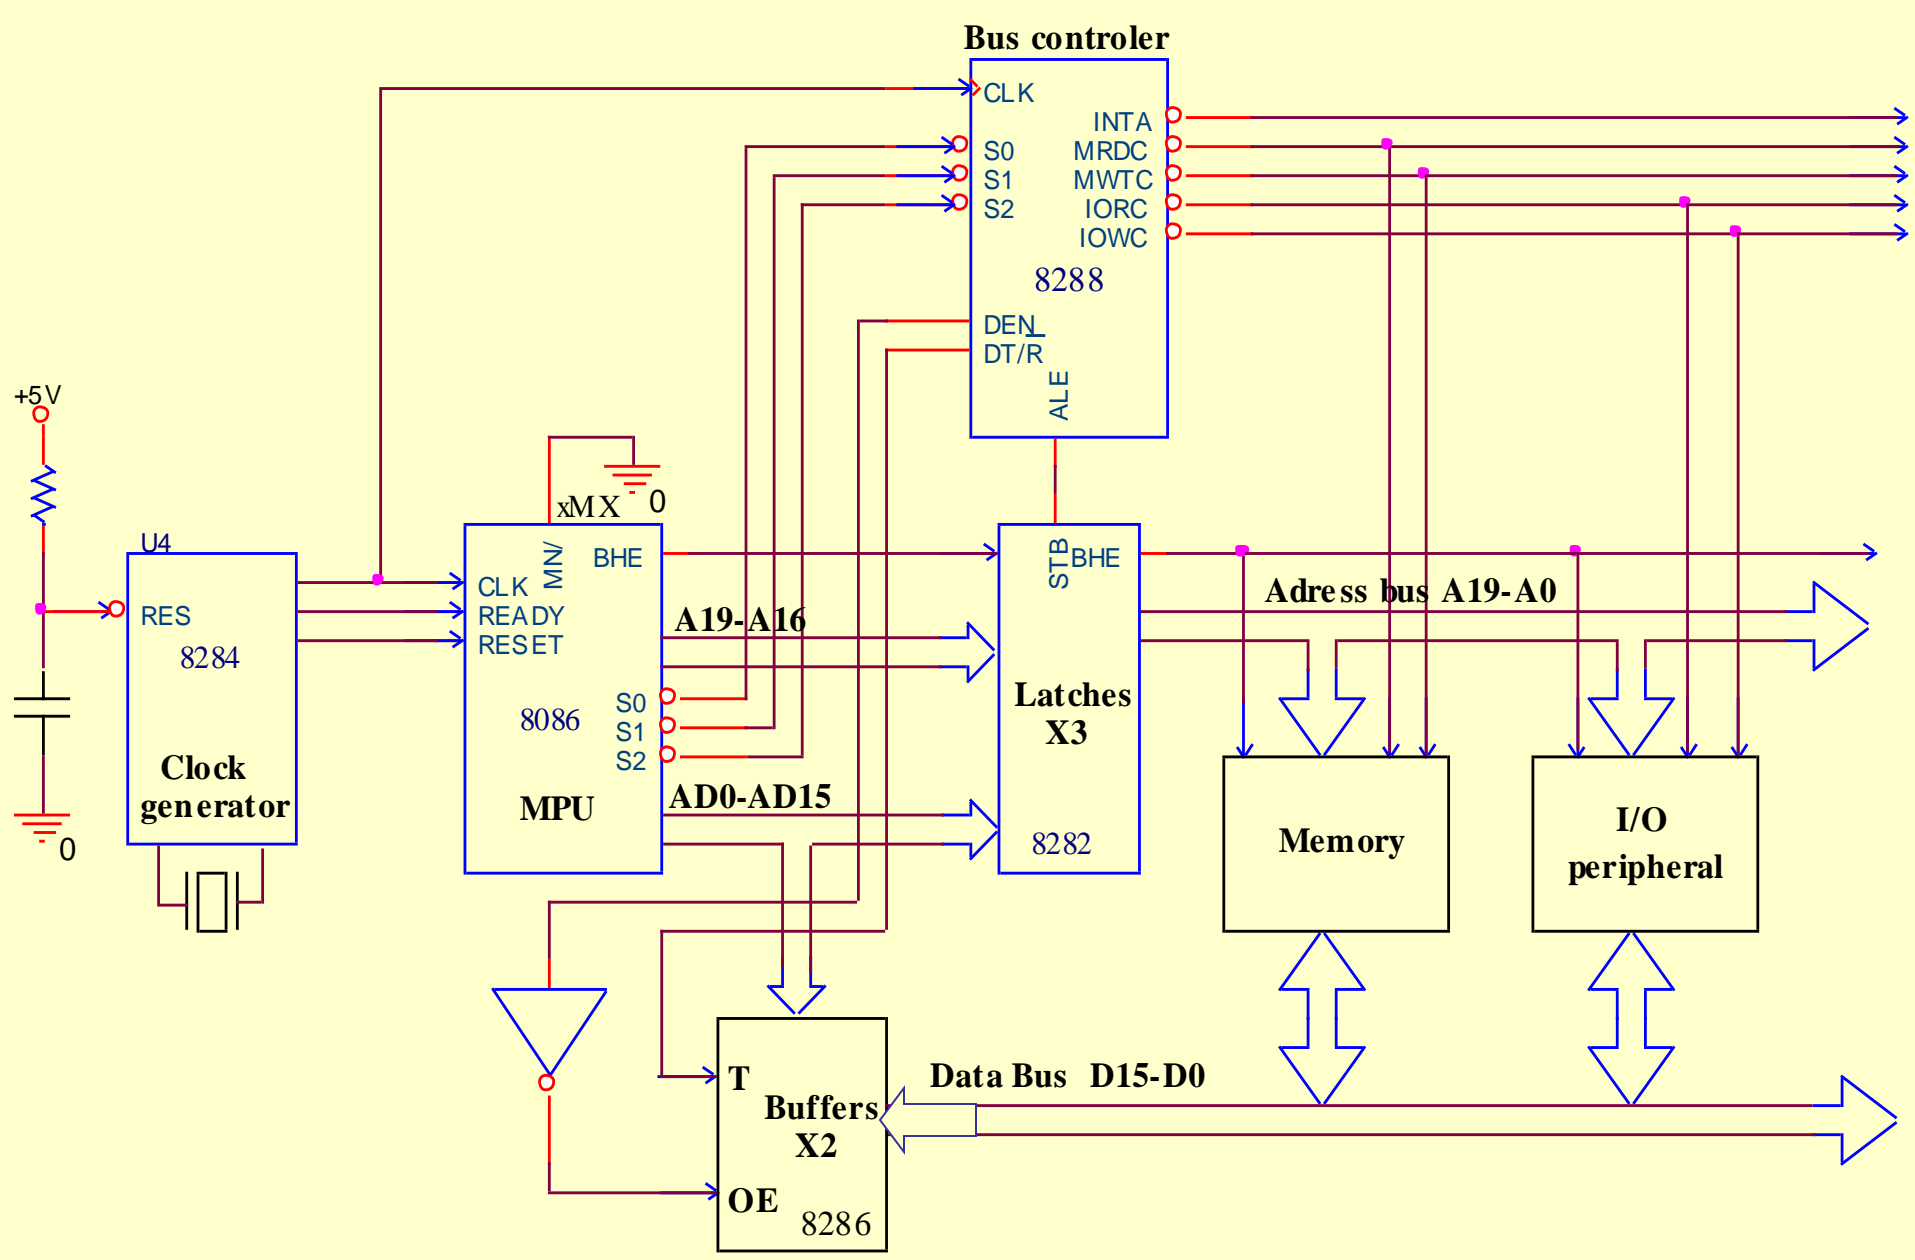 Bus controler
CLK
S0
S1
S2
INTA
MRDC
MWTC
IORC
IOWC
8288
DEN
DT/R
ALE
+5V
U4
RES
8284
Clock
generator
0
xMX
0
MN/
BHE
CLK
READY
RESET
8086
S0
S1
S2
MPU
A19-A16
AD0-AD15
STB
BHE
Latches
X3
8282
Adress bus A19-A0
Memory
I/O
peripheral
T
Buffers
X2
OE
8286
Data Bus D15-D0